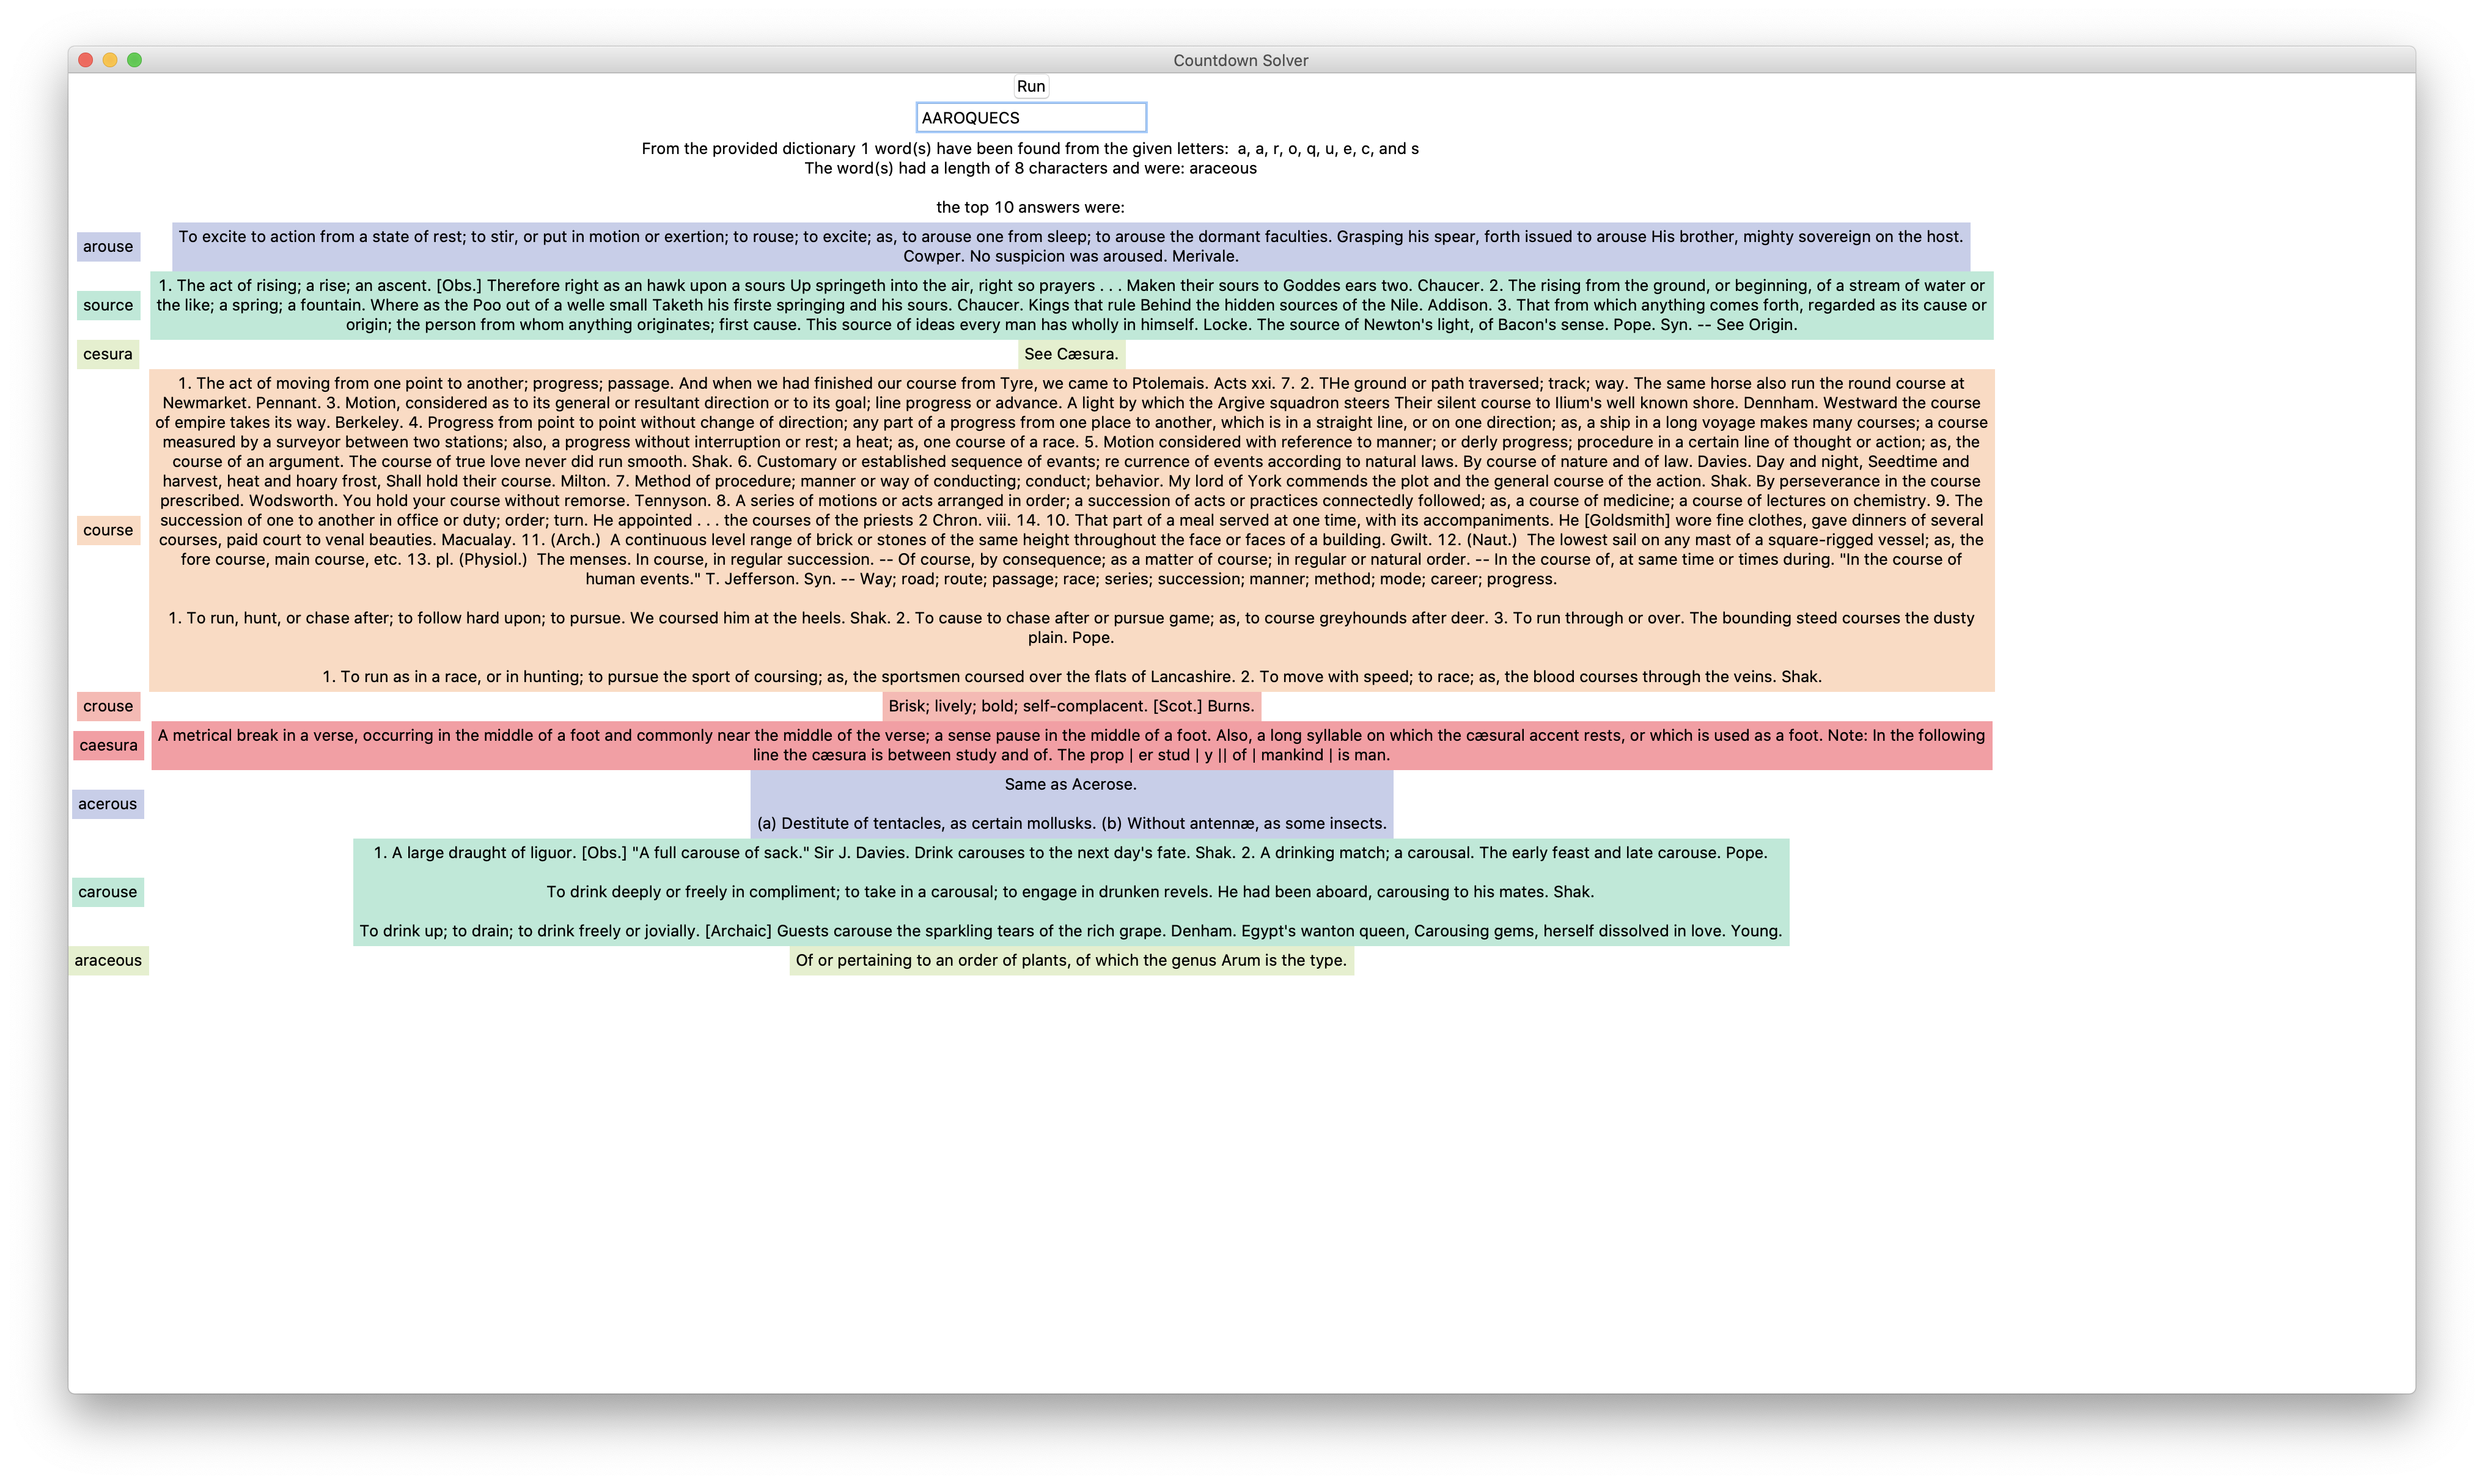 Countdown Solver
Run
AAROQUECS
From the provided dictionary 1 word(s) have been found from the given letters:  a, a, r, o, q, u, e, c, and s
The word(s) had a length of 8 characters and were: araceous
the top 10 answers were:
arouse
To excite to action from a state of rest; to stir, or put in motion or exertion; to rouse; to excite; as, to arouse one from sleep; to arouse the dormant faculties. Grasping his spear, forth issued to arouse His brother, mighty sovereign on the host.
Cowper. No suspicion was aroused. Merivale.
source
1. The act of rising; a rise; an ascent. [Obs.] Therefore right as an hawk upon a sours Up springeth into the air, right so prayers . . . Maken their sours to Goddes ears two. Chaucer. 2. The rising from the ground, or beginning, of a stream of water or
the like; a spring; a fountain. Where as the Poo out of a welle small Taketh his firste springing and his sours. Chaucer. Kings that rule Behind the hidden sources of the Nile. Addison. 3. That from which anything comes forth, regarded as its cause or
origin; the person from whom anything originates; first cause. This source of ideas every man has wholly in himself. Locke. The source of Newton's light, of Bacon's sense. Pope. Syn. -- See Origin.
cesura
See Cæsura.
course
1. The act of moving from one point to another; progress; passage. And when we had finished our course from Tyre, we came to Ptolemais. Acts xxi. 7. 2. THe ground or path traversed; track; way. The same horse also run the round course at
Newmarket. Pennant. 3. Motion, considered as to its general or resultant direction or to its goal; line progress or advance. A light by which the Argive squadron steers Their silent course to Ilium's well known shore. Dennham. Westward the course
of empire takes its way. Berkeley. 4. Progress from point to point without change of direction; any part of a progress from one place to another, which is in a straight line, or on one direction; as, a ship in a long voyage makes many courses; a course
measured by a surveyor between two stations; also, a progress without interruption or rest; a heat; as, one course of a race. 5. Motion considered with reference to manner; or derly progress; procedure in a certain line of thought or action; as, the
course of an argument. The course of true love never did run smooth. Shak. 6. Customary or established sequence of evants; re currence of events according to natural laws. By course of nature and of law. Davies. Day and night, Seedtime and
harvest, heat and hoary frost, Shall hold their course. Milton. 7. Method of procedure; manner or way of conducting; conduct; behavior. My lord of York commends the plot and the general course of the action. Shak. By perseverance in the course
prescribed. Wodsworth. You hold your course without remorse. Tennyson. 8. A series of motions or acts arranged in order; a succession of acts or practices connectedly followed; as, a course of medicine; a course of lectures on chemistry. 9. The
succession of one to another in office or duty; order; turn. He appointed . . . the courses of the priests 2 Chron. viii. 14. 10. That part of a meal served at one time, with its accompaniments. He [Goldsmith] wore fine clothes, gave dinners of several
courses, paid court to venal beauties. Macualay. 11. (Arch.)  A continuous level range of brick or stones of the same height throughout the face or faces of a building. Gwilt. 12. (Naut.)  The lowest sail on any mast of a square-rigged vessel; as, the
fore course, main course, etc. 13. pl. (Physiol.)  The menses. In course, in regular succession. -- Of course, by consequence; as a matter of course; in regular or natural order. -- In the course of, at same time or times during. "In the course of
human events." T. Jefferson. Syn. -- Way; road; route; passage; race; series; succession; manner; method; mode; career; progress.
1. To run, hunt, or chase after; to follow hard upon; to pursue. We coursed him at the heels. Shak. 2. To cause to chase after or pursue game; as, to course greyhounds after deer. 3. To run through or over. The bounding steed courses the dusty
plain. Pope.
1. To run as in a race, or in hunting; to pursue the sport of coursing; as, the sportsmen coursed over the flats of Lancashire. 2. To move with speed; to race; as, the blood courses through the veins. Shak.
crouse
Brisk; lively; bold; self-complacent. [Scot.] Burns.
caesura
A metrical break in a verse, occurring in the middle of a foot and commonly near the middle of the verse; a sense pause in the middle of a foot. Also, a long syllable on which the cæsural accent rests, or which is used as a foot. Note: In the following
line the cæsura is between study and of. The prop | er stud | y || of | mankind | is man.
acerous
Same as Acerose.
(a) Destitute of tentacles, as certain mollusks. (b) Without antennæ, as some insects.
carouse
1. A large draught of liguor. [Obs.] "A full carouse of sack." Sir J. Davies. Drink carouses to the next day's fate. Shak. 2. A drinking match; a carousal. The early feast and late carouse. Pope.
To drink deeply or freely in compliment; to take in a carousal; to engage in drunken revels. He had been aboard, carousing to his mates. Shak.
To drink up; to drain; to drink freely or jovially. [Archaic] Guests carouse the sparkling tears of the rich grape. Denham. Egypt's wanton queen, Carousing gems, herself dissolved in love. Young.
araceous
Of or pertaining to an order of plants, of which the genus Arum is the type.